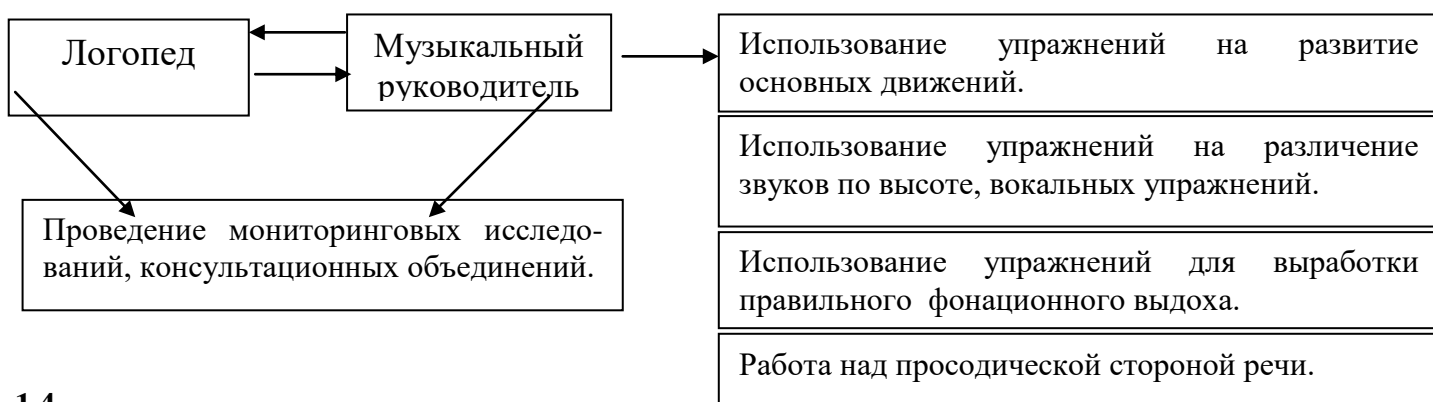 Логопед
Музыкальный
руководитель
Использование упражнений на развитие
основных движений.
Использование упражнений на различение
звуков по высоте, вокальных упражнений.
Проведение мониторинговых исследо-
ваний, консультационных объединений.
Использование упражнений для выработки
правильного фонационного выдоха.
Работа над просодической стороной речи.
14